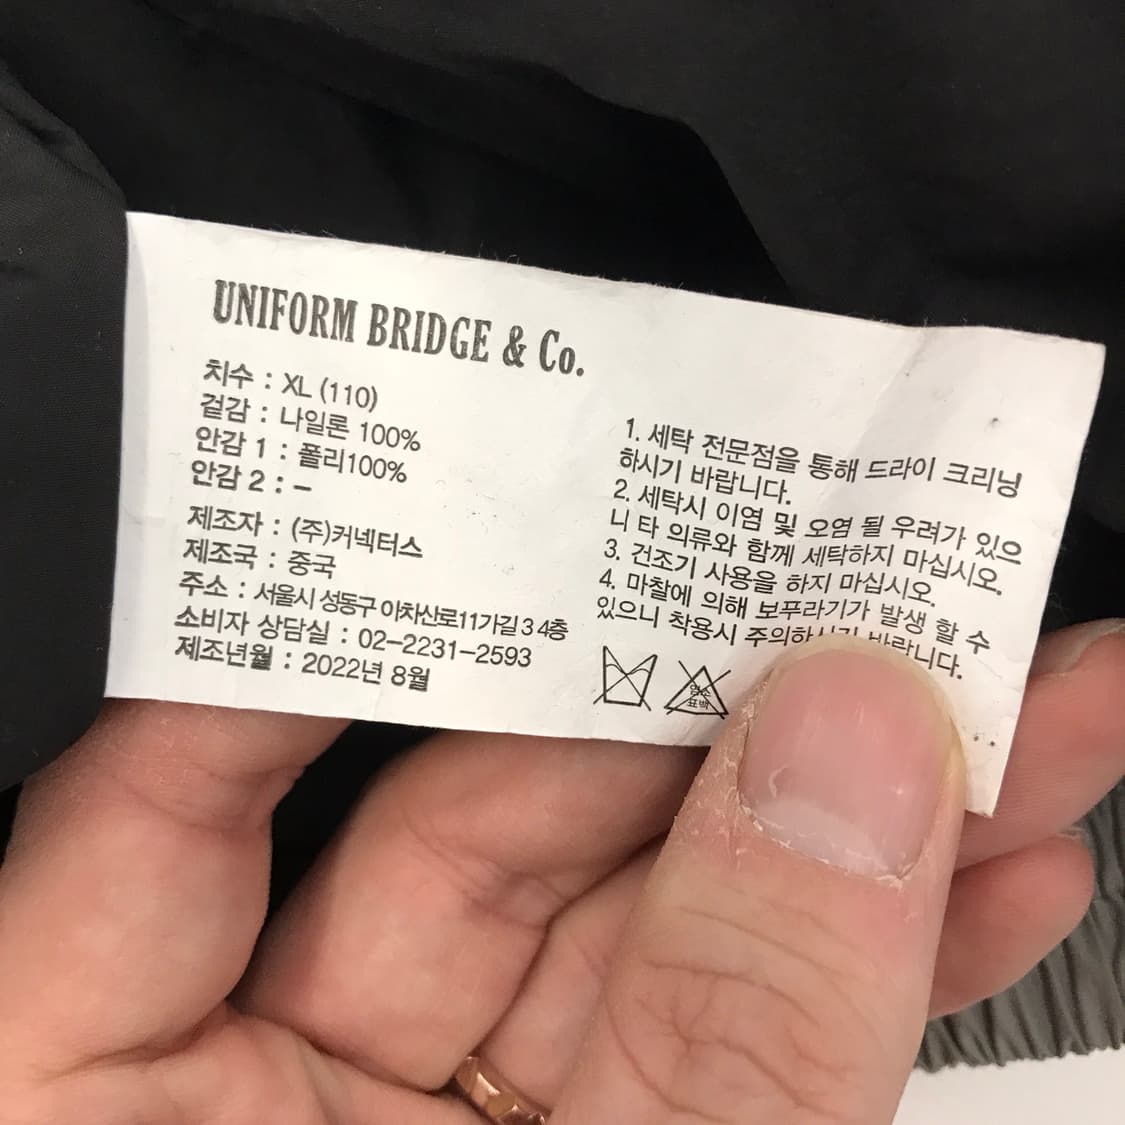 UNIFORM BRIDGE & Co.
치수 : XL (110)
겉감 : 나일론 100%
안감 1 : 폴리100%
안감 2 : –
제조자 : (주)커넥터스
제조국 : 중국
주소 : 서울시 성동구 아차산로11가길 3 4층
소비자 상담실 : 02-2231-2593
제조년월 : 2022년 8월
1. 세탁 전문점을 통해 드라이 크리닝
하시기 바랍니다.
2. 세탁시 이염 및 오염 될 우려가 있으
니 타 의류와 함께 세탁하지 마십시오.
3. 건조기 사용을 하지 마십시오.
4. 마찰에 의해 보푸라기가 발생 할 수
있으니 착용시 바랍니다.
염소
표백